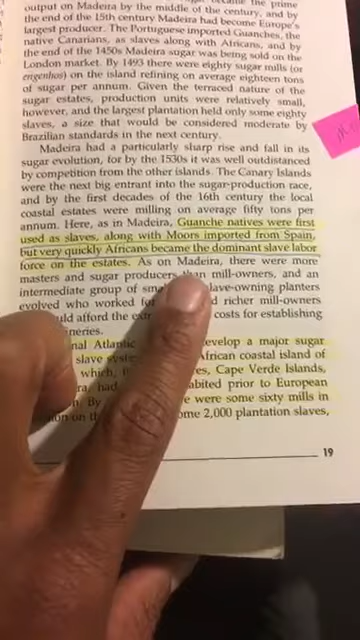 output on Madeira by the middle of the century, and by
the end of the 15th century Madeira had become Europe's
largest producer. The Portuguese imported Guanches, the
native Canarians, as slaves along with Africans, and by
the end of the 1450s Madeira sugar was being sold on the
London market. By 1493 there were eighty sugar mills (or
engenhos) on the island refining on average eighteen tons
of sugar per annum. Given the terraced nature of the
sugar estates, production units were relatively small,
however, and the largest plantation held only some eighty
slaves, a size that would be considered moderate by
Brazilian standards in the next century.
Madeira had a particularly sharp rise and fall in its
sugar evolution, for by the 1530s it was well outdistanced
by competition from the other islands. The Canary Islands
were the next big entrant into the sugar-production race,
and by the first decades of the 16th century the local
coastal estates were milling on average fifty tons per
annum. Here, as in Madeira, Guanche natives were first
used as slaves, along with Moors imported from Spain,
but very quickly Africans became the dominant slave labor
force on the estates. As on Madeira, there were more
masters and sugar producers than mill-owners, and an
intermediate group of slave-owning planters
evolved who worked for richer mill-owners
could afford the costs for establishing
Atlantic develop a major sugar
slave African coastal island of
which, Cape Verde Islands,
had prior to European
By were some sixty mills in
on 2,000 plantation slaves,
19